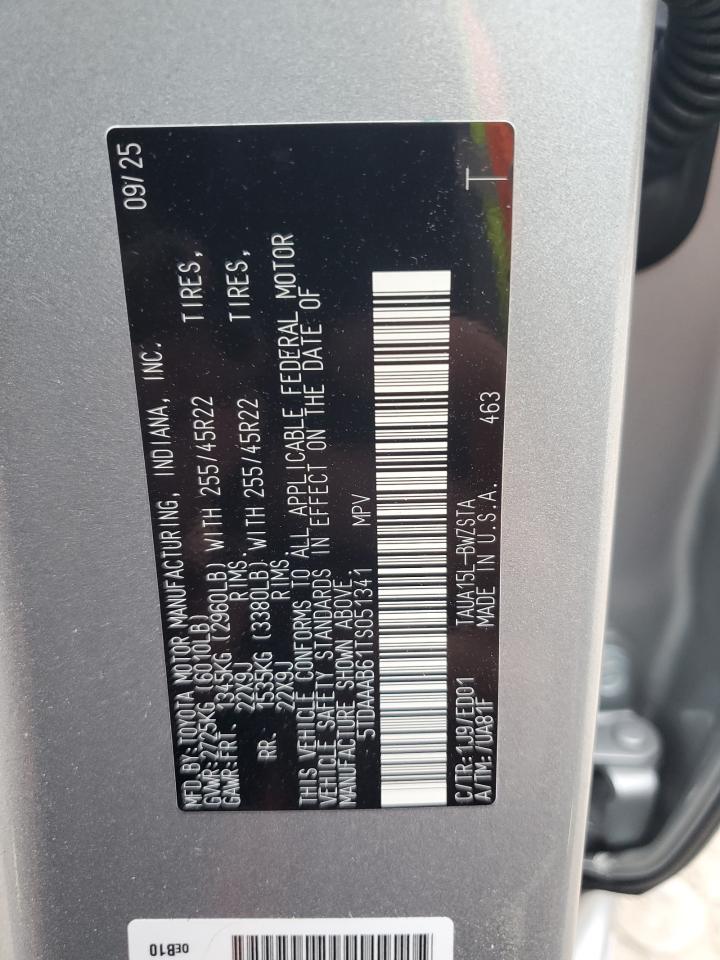 MFD.BY:TOYOTA MOTOR MANUFACTURING, INDIANA, INC. 09/25
GVWR:2725KG (6010LB)
GAWR:FRT. 1345KG (2960LB) WITH 255/45R22 TIRES,
22X9J RIMS.
RR. 1535KG (3380LB) WITH 255/45R22 TIRES,
22X9J RIMS.
THIS VEHICLE CONFORMS TO ALL APPLICABLE FEDERAL MOTOR
VEHICLE SAFETY STANDARDS IN EFFECT ON THE DATE OF
MANUFACTURE SHOWN ABOVE.
5TDAAAB61TS051341 MPV
C/TR:1J9/ED01 TAUA15L-BWZSTA T
A/TM:/UA81F MADE IN U.S.A. 463
0EB10